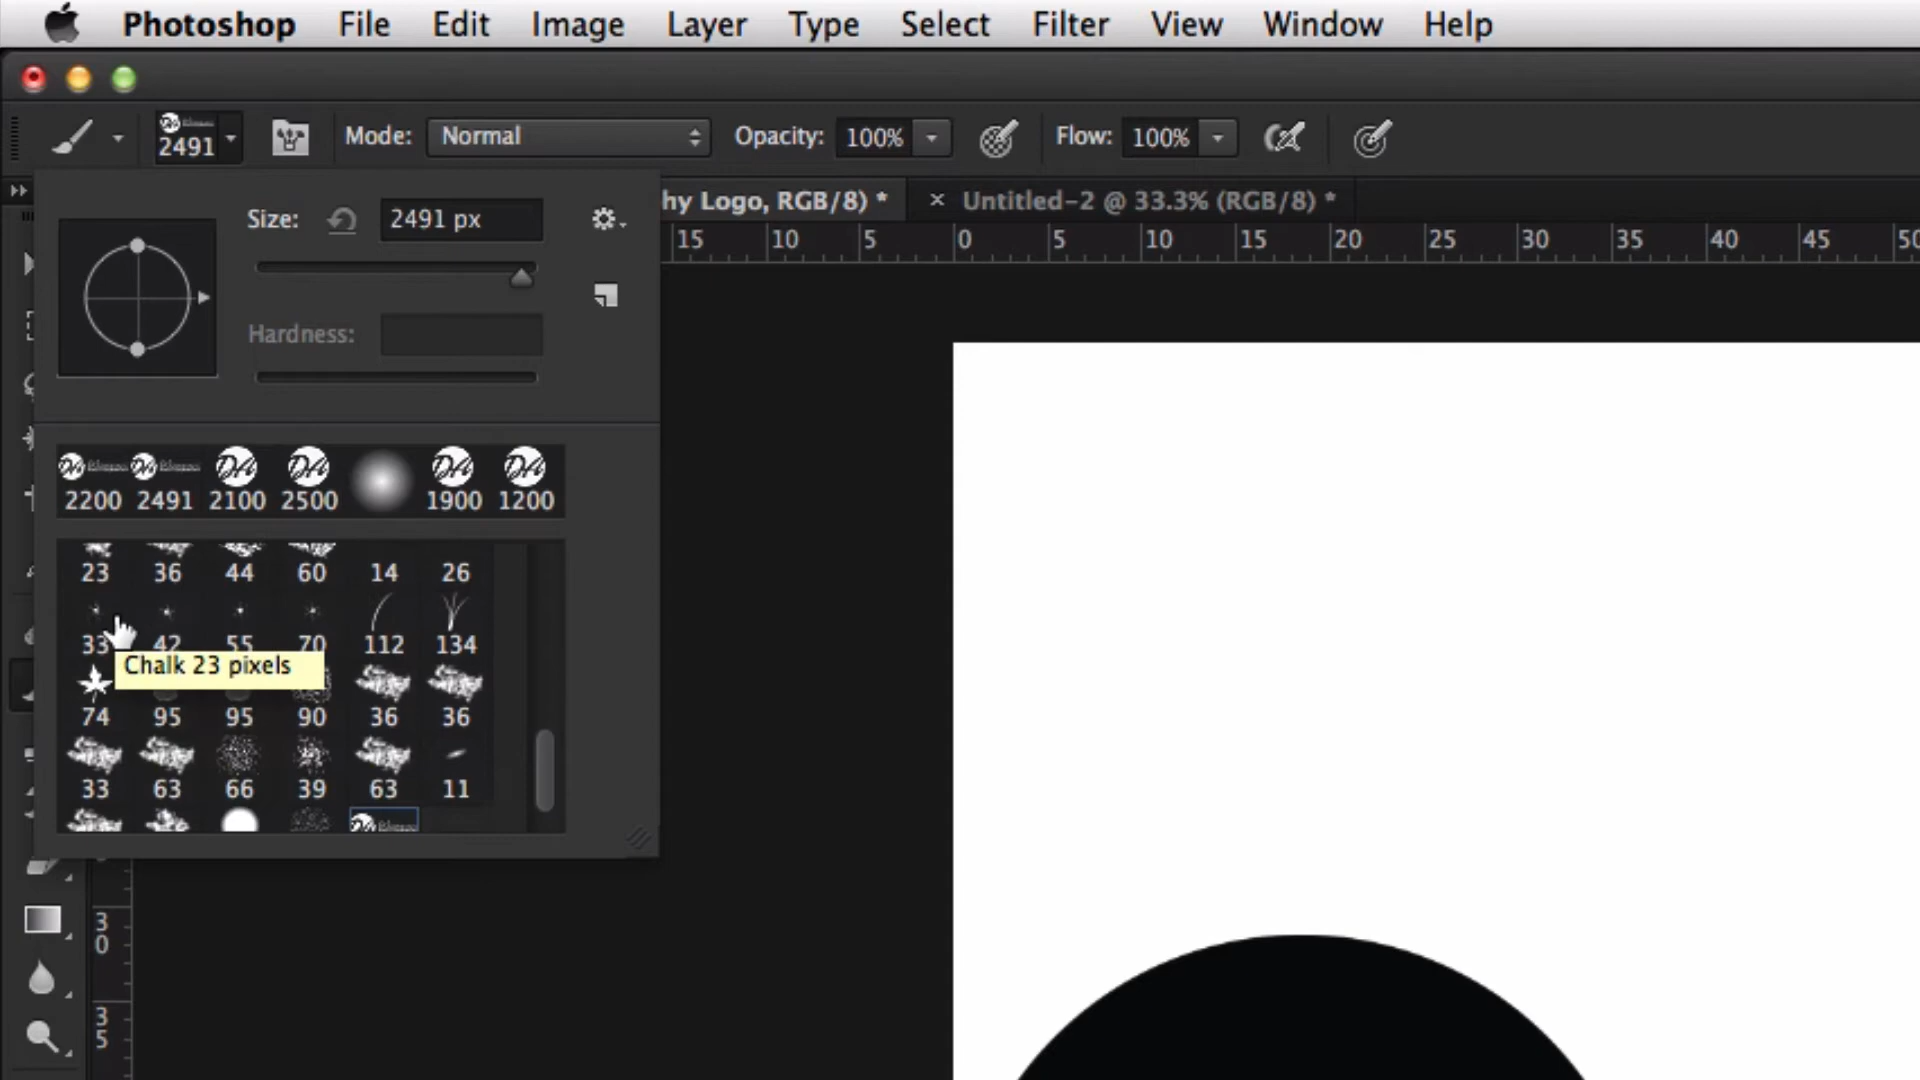 Photoshop File Edit Image Layer Type Select Filter View Window Help
2491 Mode: Normal Opacity: 100% Flow: 100%
hy Logo, RGB/8) * × Untitled-2 @ 33.3% (RGB/8) *
Size: 2491 px
15 10 5 0 5 10 15 20 25 30 35 40 45 50
Hardness:
2200 2491 2100 2500 1900 1200
23 36 44 60 14 26
33 42 55 70 112 134
Chalk 23 pixels
74 95 95 90 36 36
33 63 66 39 63 11
30
35